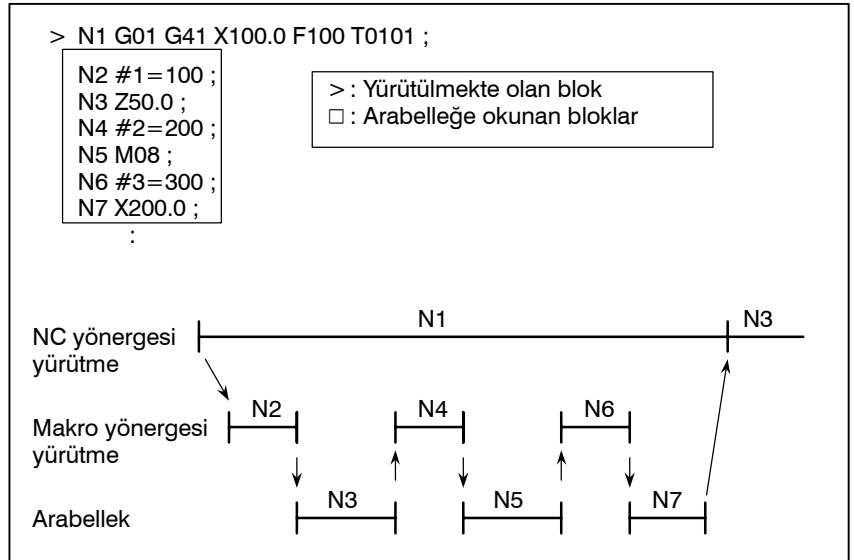 > N1 G01 G41 X100.0 F100 T0101 ;
N2 #1=100 ;
N3 Z50.0 ;
N4 #2=200 ;
N5 M08 ;
N6 #3=300 ;
N7 X200.0 ;
:
> : Yürütülmekte olan blok
□ : Arabelleğe okunan bloklar
N1 N3
NC yönergesi
yürütme
N2 N4 N6
Makro yönergesi
yürütme
N3 N5 N7
Arabellek